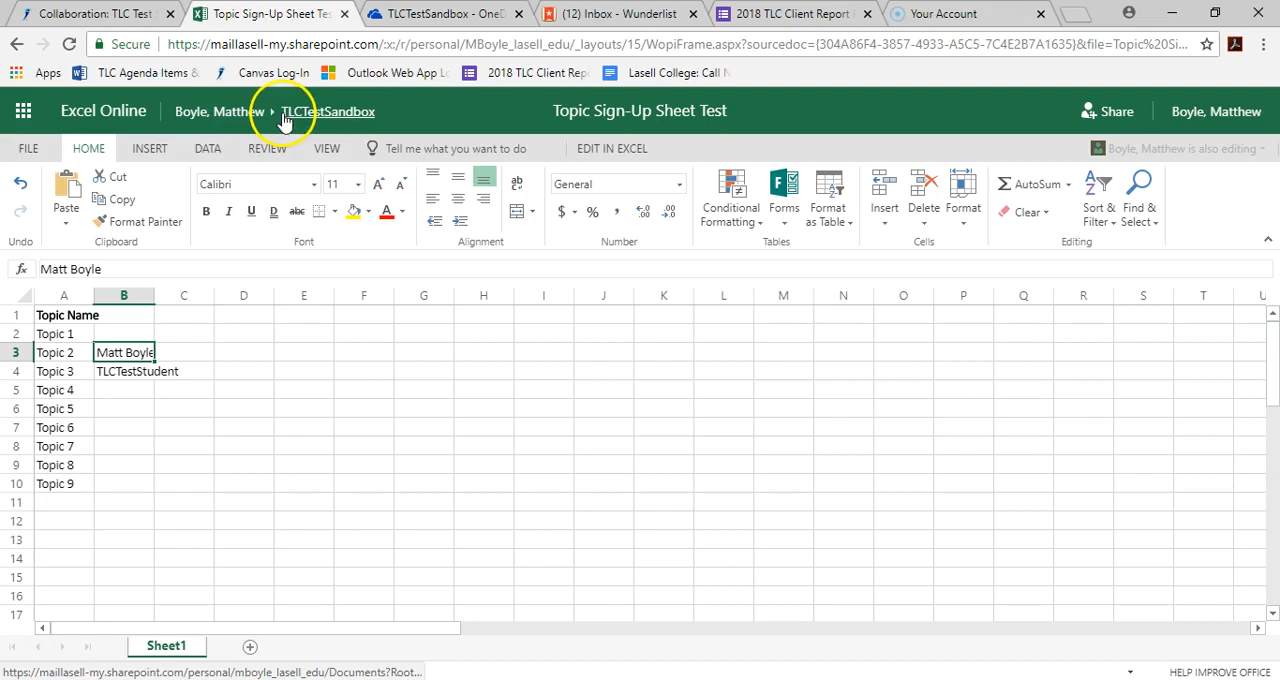 Collaboration: TLC Test Topic Sign-Up Sheet Tes TLCTestSandbox - OneD (12) Inbox - Wunderlist 2018 TLC Client Report Your Account
Secure https://maillasell-my.sharepoint.com/:x:/r/personal/MBoyle_lasell_edu/_layouts/15/WopiFrame.aspx?sourcedoc={304A86F4-3857-4933-A5C5-7C4E2B7A1635}&file=Topic%20Si...
Apps TLC Agenda Items & Canvas Log-In Outlook Web App Lo 2018 TLC Client Repo Lasell College: Call N
Excel Online Boyle, Matthew TLCTestSandbox Topic Sign-Up Sheet Test Share Boyle, Matthew
FILE HOME INSERT DATA REVIEW VIEW Tell me what you want to do EDIT IN EXCEL Boyle, Matthew is also editing
Cut
Copy
Format Painter
Paste
Calibri 11
B I U D abc A
ab
General
$ % , .00
AutoSum
Clear
Conditional Formatting Forms Format as Table
Insert Delete Format
Sort & Filter Find & Select
Undo Clipboard Font Alignment Number Tables Cells Editing
fx Matt Boyle
A B C D E F G H I J K L M N O P Q R S T U
1 Topic Name
2 Topic 1
3 Topic 2 Matt Boyle
4 Topic 3 TLCTestStudent
5 Topic 4
6 Topic 5
7 Topic 6
8 Topic 7
9 Topic 8
10 Topic 9
11
12
13
14
15
16
17
Sheet1
https://maillasell-my.sharepoint.com/personal/mboyle_lasell_edu/Documents?Root... HELP IMPROVE OFFICE